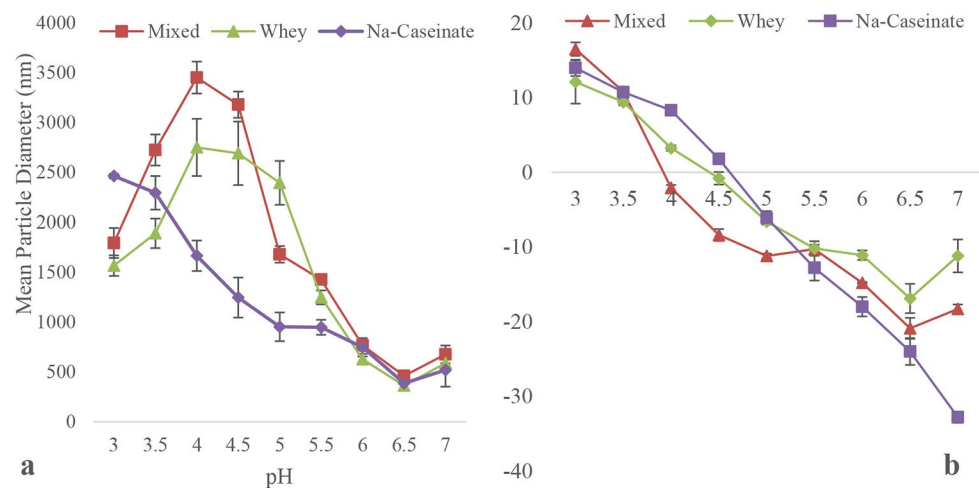 4000
Mixed Whey Na-Caseinate
3500
3000
2500
2000
1500
1000
500
0
Mean Particle Diameter (nm)
3 3.5 4 4.5 5 5.5 6 6.5 7
pH
a
20
Mixed Whey Na-Caseinate
10
0
3 3.5 4 4.5 5 5.5 6 6.5 7
-10
-20
-30
-40
b